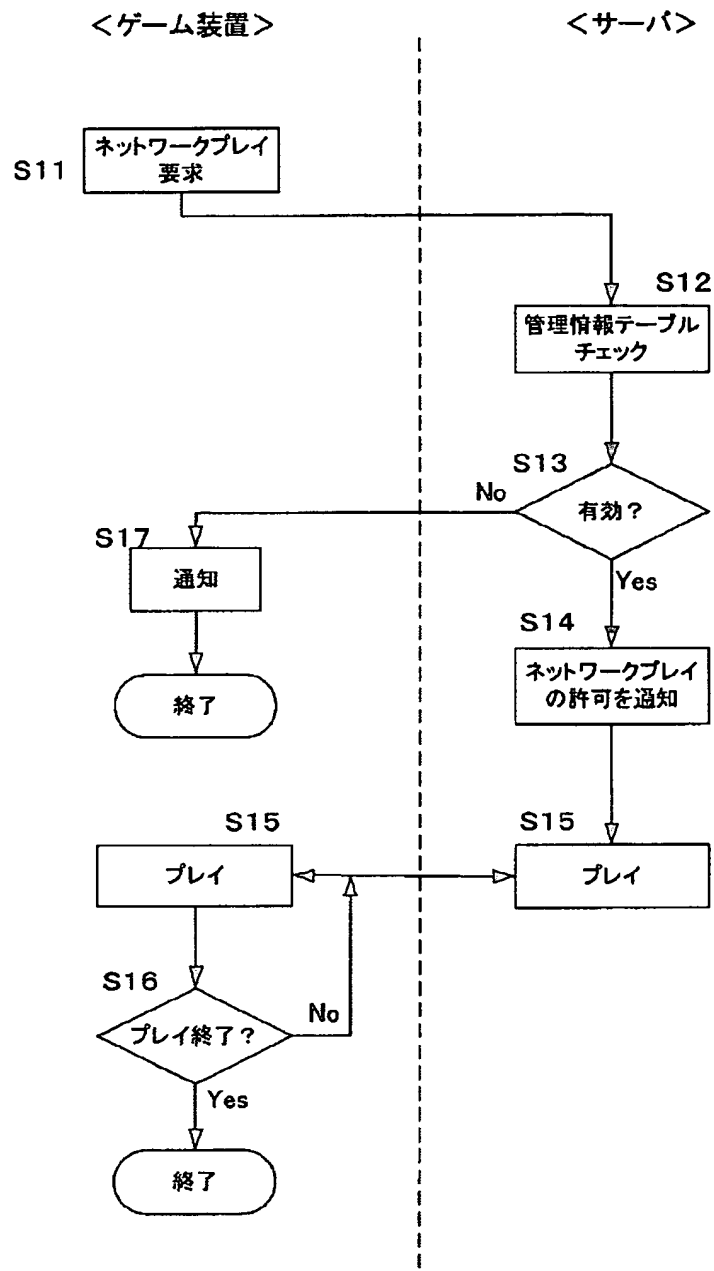 ＜ゲーム装置＞
＜サーバ＞
S11
ネットワークプレイ
要求
S12
管理情報テーブル
チェック
S13
有効？
No
Yes
S17
通知
終了
S14
ネットワークプレイ
の許可を通知
S15
プレイ
S15
プレイ
S16
プレイ終了？
No
Yes
終了